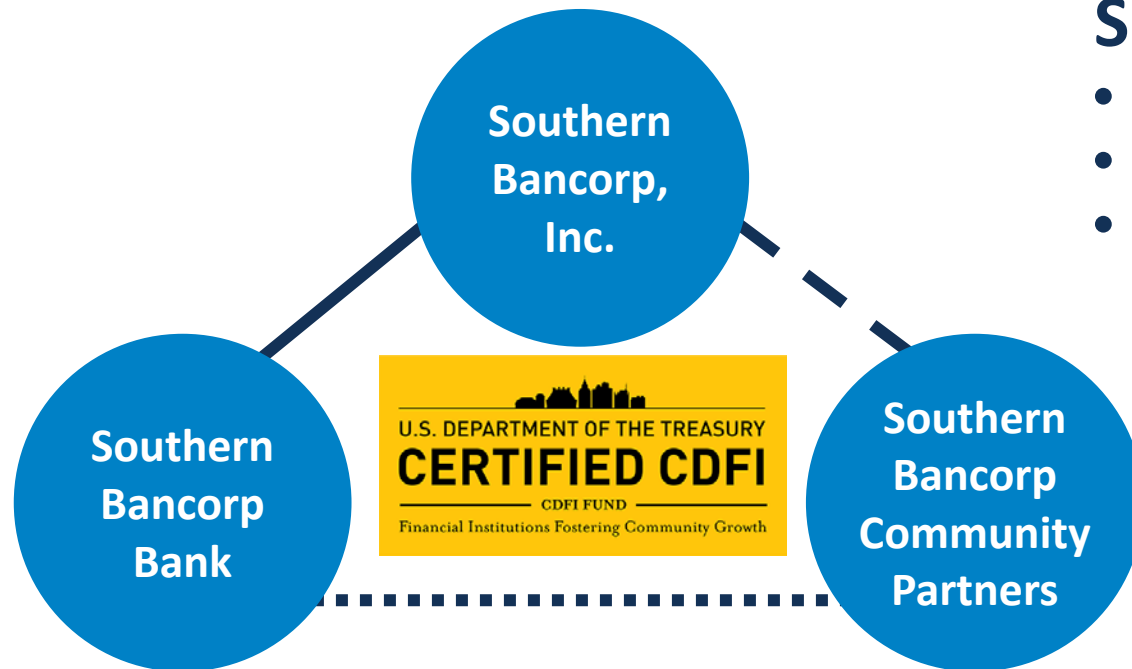 S
Southern
Bancorp,
Inc.
U.S. DEPARTMENT OF THE TREASURY
CERTIFIED CDFI
CDFI FUND
Financial Institutions Fostering Community Growth
Southern
Bancorp
Bank
Southern
Bancorp
Community
Partners